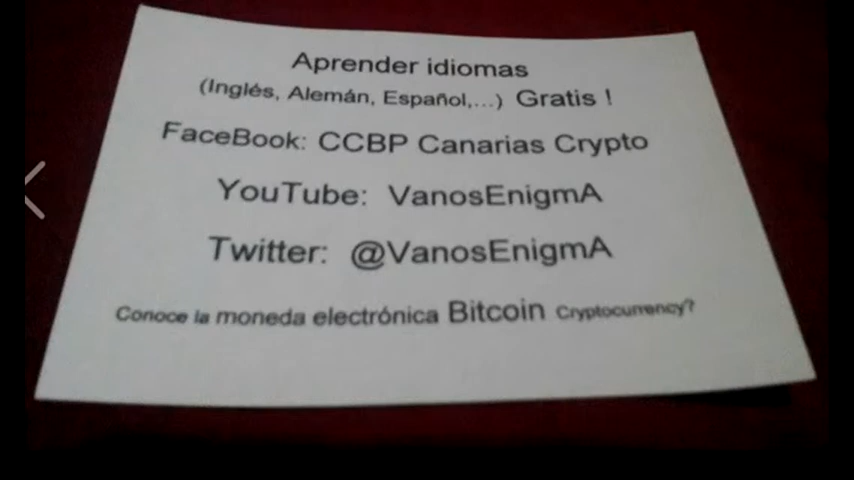 Aprender idiomas
(Inglés, Alemán, Español,...) Gratis !
FaceBook: CCBP Canarias Crypto
YouTube: VanosEnigmA
Twitter: @VanosEnigmA
Conoce la moneda electrónica Bitcoin Cryptocurrency?